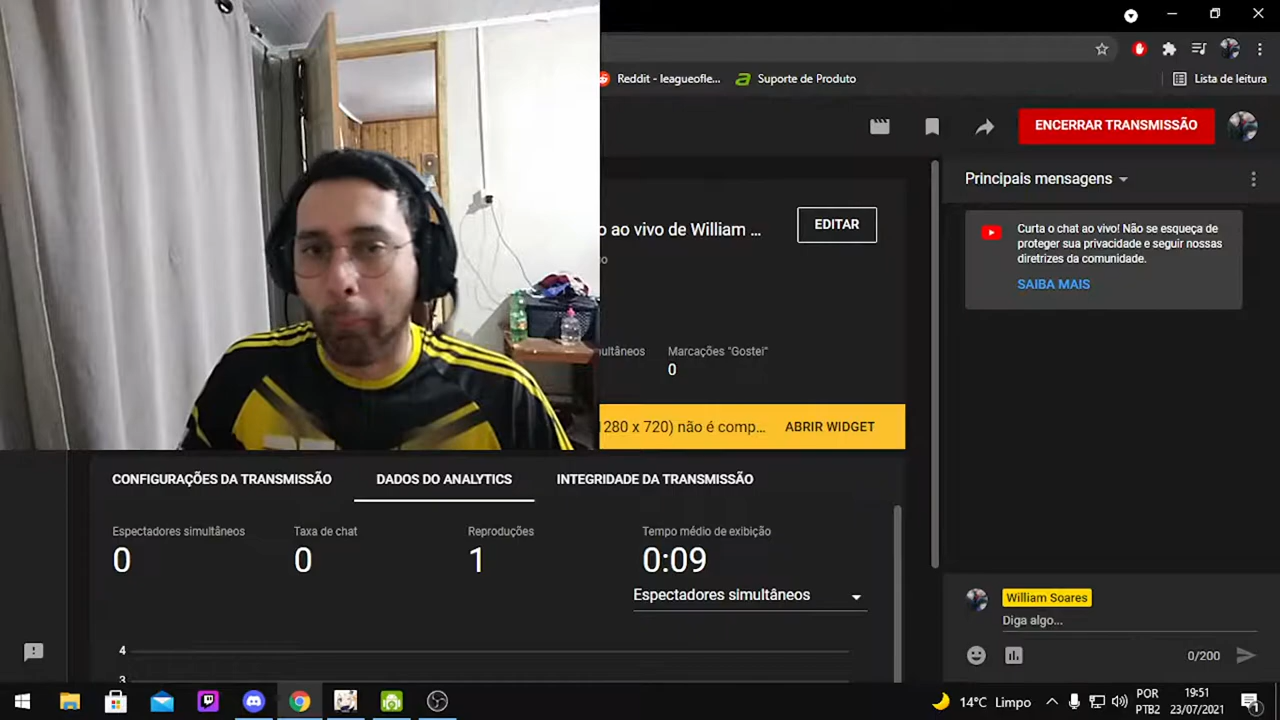 Reddit - leagueofle...
Suporte de Produto
Lista de leitura
ENCERRAR TRANSMISSÃO
Principais mensagens
o ao vivo de William ...
EDITAR
Curta o chat ao vivo! Não se esqueça de
proteger sua privacidade e seguir nossas
diretrizes da comunidade.
SAIBA MAIS
ultâneos
Marcações "Gostei"
0
1280 x 720) não é comp...
ABRIR WIDGET
CONFIGURAÇÕES DA TRANSMISSÃO
DADOS DO ANALYTICS
INTEGRIDADE DA TRANSMISSÃO
Espectadores simultâneos
0
Taxa de chat
0
Reproduções
1
Tempo médio de exibição
0:09
Espectadores simultâneos
4
3
William Soares
Diga algo...
0/200
14°C Limpo
POR
PTB2
19:51
23/07/2021
1